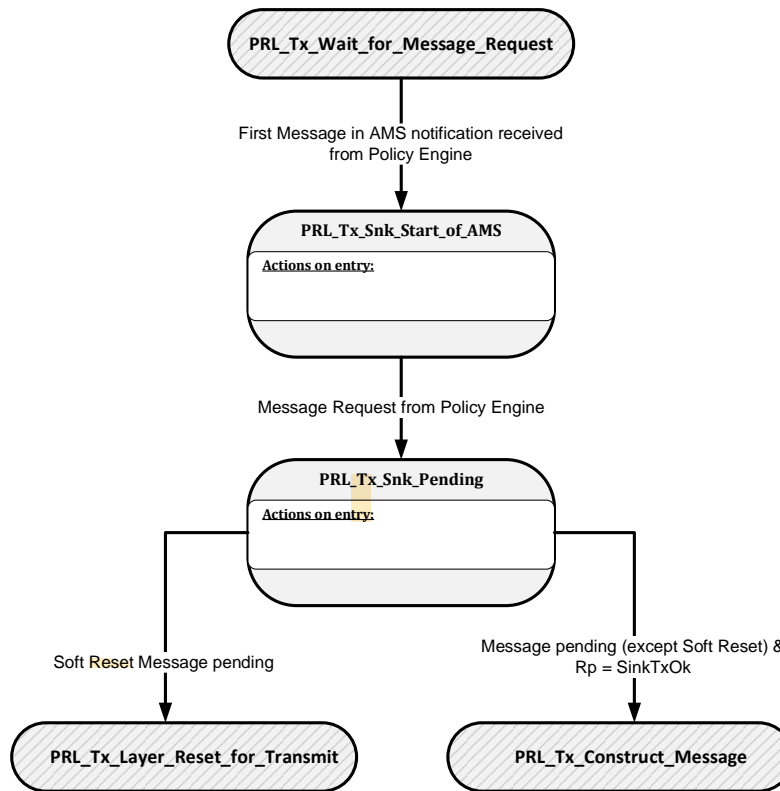 PRL_Tx_Wait_for_Message_Request
First Message in AMS notification received
from Policy Engine
PRL_Tx_Snk_Start_of_AMS
Actions on entry:
Message Request from Policy Engine
PRL_Tx_Snk_Pending
Actions on entry:
Soft Reset Message pending
Message pending (except Soft Reset) &
Rp = SinkTxOk
PRL_Tx_Layer_Reset_for_Transmit
PRL_Tx_Construct_Message